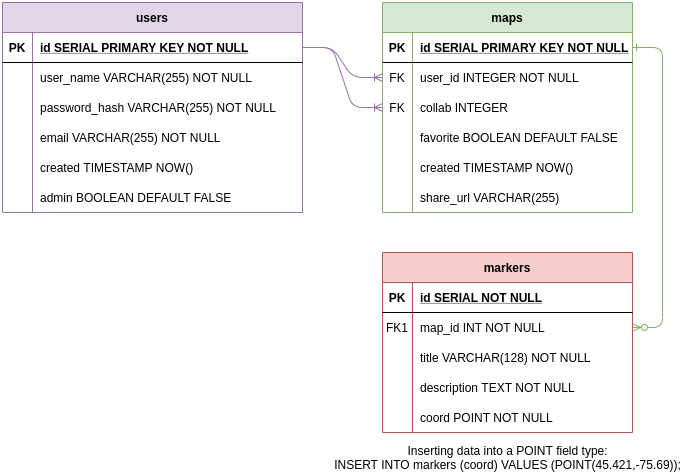 users
PK id SERIAL PRIMARY KEY NOT NULL
user_name VARCHAR(255) NOT NULL
password_hash VARCHAR(255) NOT NULL
email VARCHAR(255) NOT NULL
created TIMESTAMP NOW()
admin BOOLEAN DEFAULT FALSE
maps
PK id SERIAL PRIMARY KEY NOT NULL
FK user_id INTEGER NOT NULL
FK collab INTEGER
favorite BOOLEAN DEFAULT FALSE
created TIMESTAMP NOW()
share_url VARCHAR(255)
markers
PK id SERIAL NOT NULL
FK1 map_id INT NOT NULL
title VARCHAR(128) NOT NULL
description TEXT NOT NULL
coord POINT NOT NULL
Inserting data into a POINT field type:
INSERT INTO markers (coord) VALUES (POINT(45.421,-75.69));